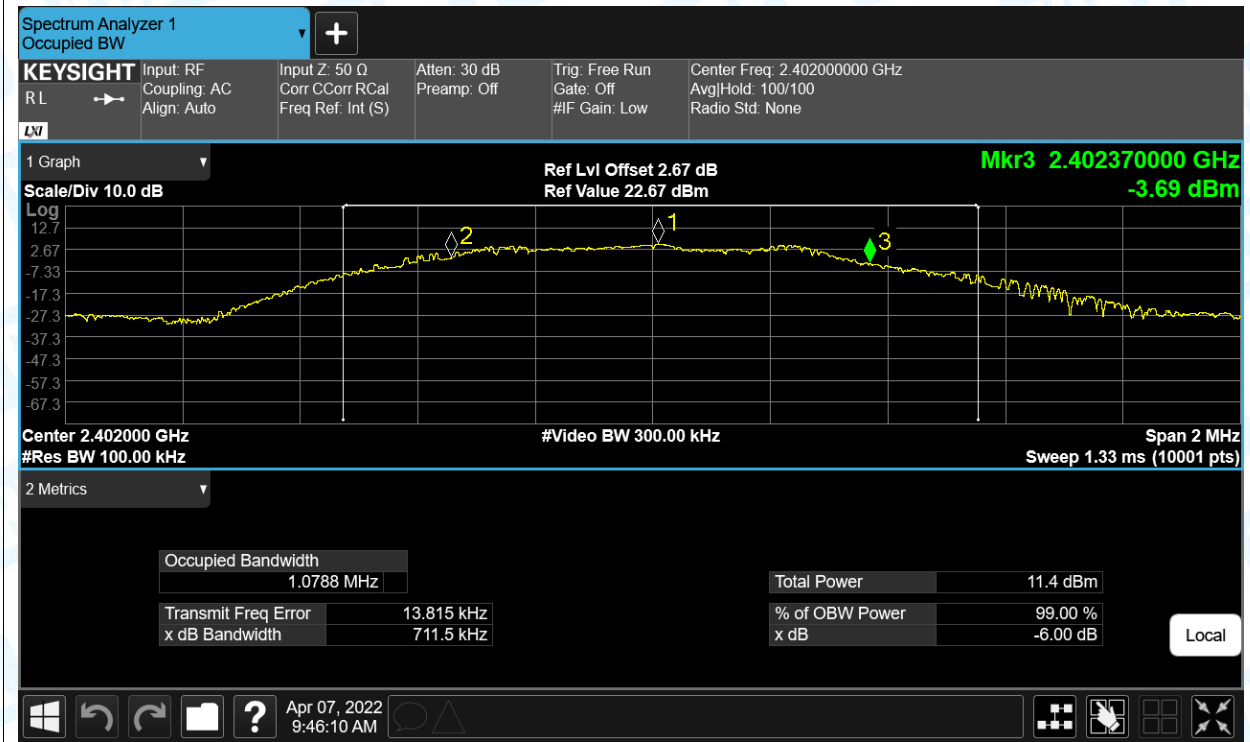 Spectrum Analyzer 1
Occupied BW
KEYSIGHT
R L
LXI
Input: RF
Coupling: AC
Align: Auto
Input Z: 50 Ω
Corr CCorr RCal
Freq Ref: Int (S)
Atten: 30 dB
Preamp: Off
Trig: Free Run
Gate: Off
#IF Gain: Low
Center Freq: 2.402000000 GHz
Avg|Hold: 100/100
Radio Std: None
1 Graph
Scale/Div 10.0 dB
Ref Lvl Offset 2.67 dB
Ref Value 22.67 dBm
Mkr3 2.402370000 GHz
-3.69 dBm
Log
12.7
2.67
-7.33
-17.3
-27.3
-37.3
-47.3
-57.3
-67.3
2
1
3
Center 2.402000 GHz
#Video BW 300.00 kHz
Span 2 MHz
#Res BW 100.00 kHz
Sweep 1.33 ms (10001 pts)
2 Metrics
Occupied Bandwidth
1.0788 MHz
Total Power 11.4 dBm
Transmit Freq Error 13.815 kHz
% of OBW Power 99.00 %
x dB Bandwidth 711.5 kHz
x dB -6.00 dB
Local
?
Apr 07, 2022
9:46:10 AM